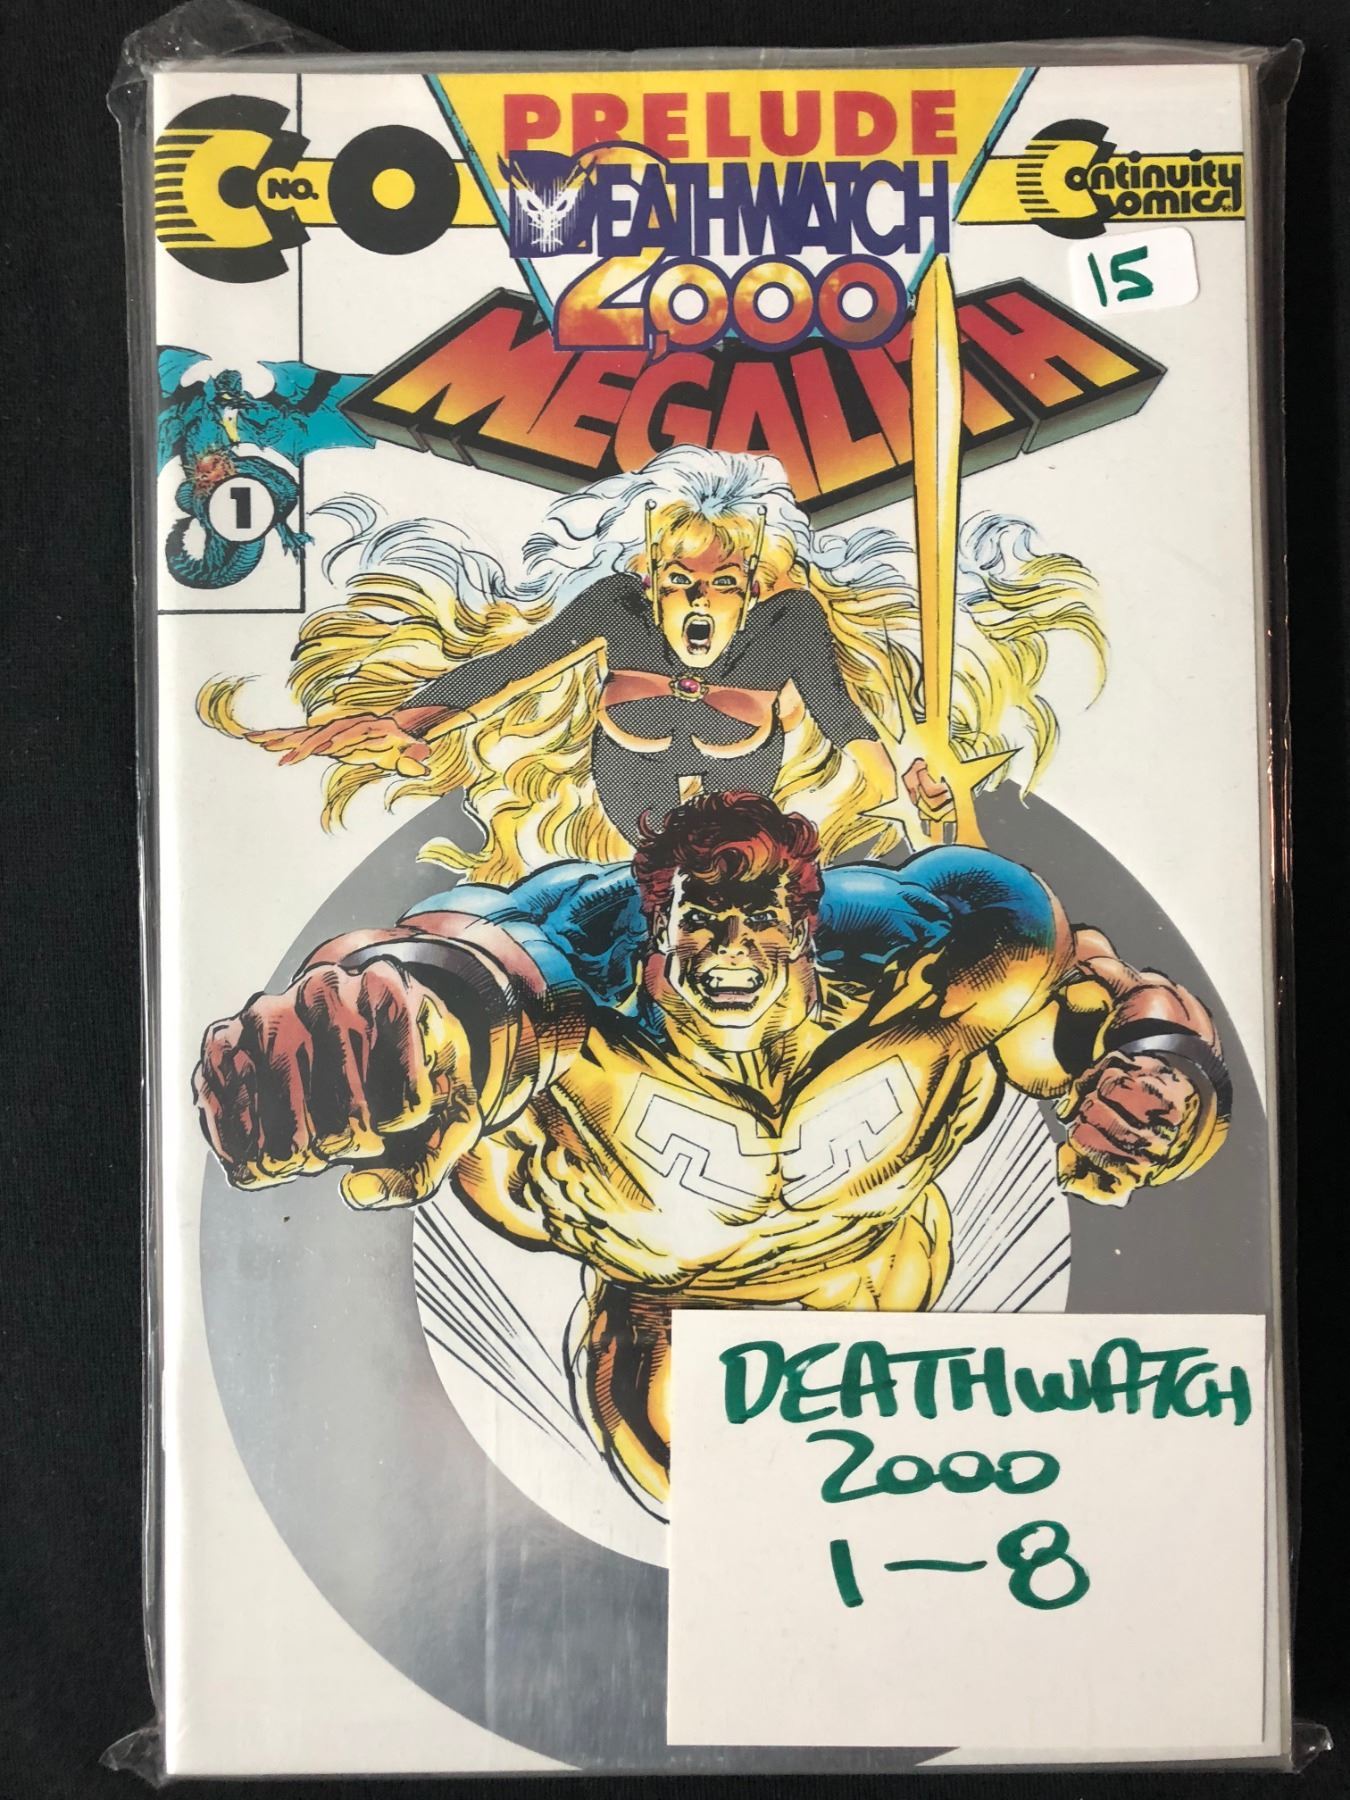 PRELUDE
C NO. 0
DEATHWATCH
2,000
Continuity
Comics
15
MEGALITH
1
DEATHWATCH
2000
1-8